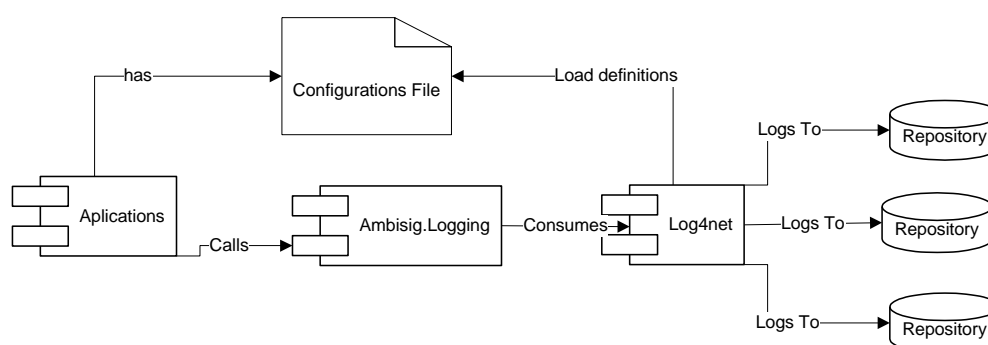 has
Configurations File
Load definitions
Logs To
Repository
Aplications
Ambisig.Logging
Consumes
Log4net
Logs To
Repository
Calls
Logs To
Repository